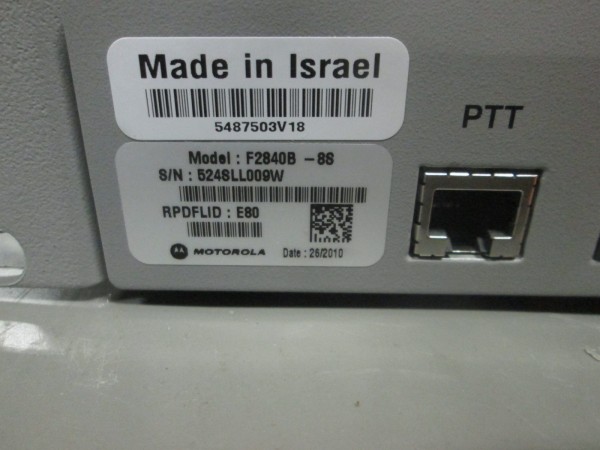 Made in Israel
5487503V18
PTT
Model : F2840B -8S
S/N : 524SLL009W
RPDFLID : E80
MOTOROLA Date : 26/2010